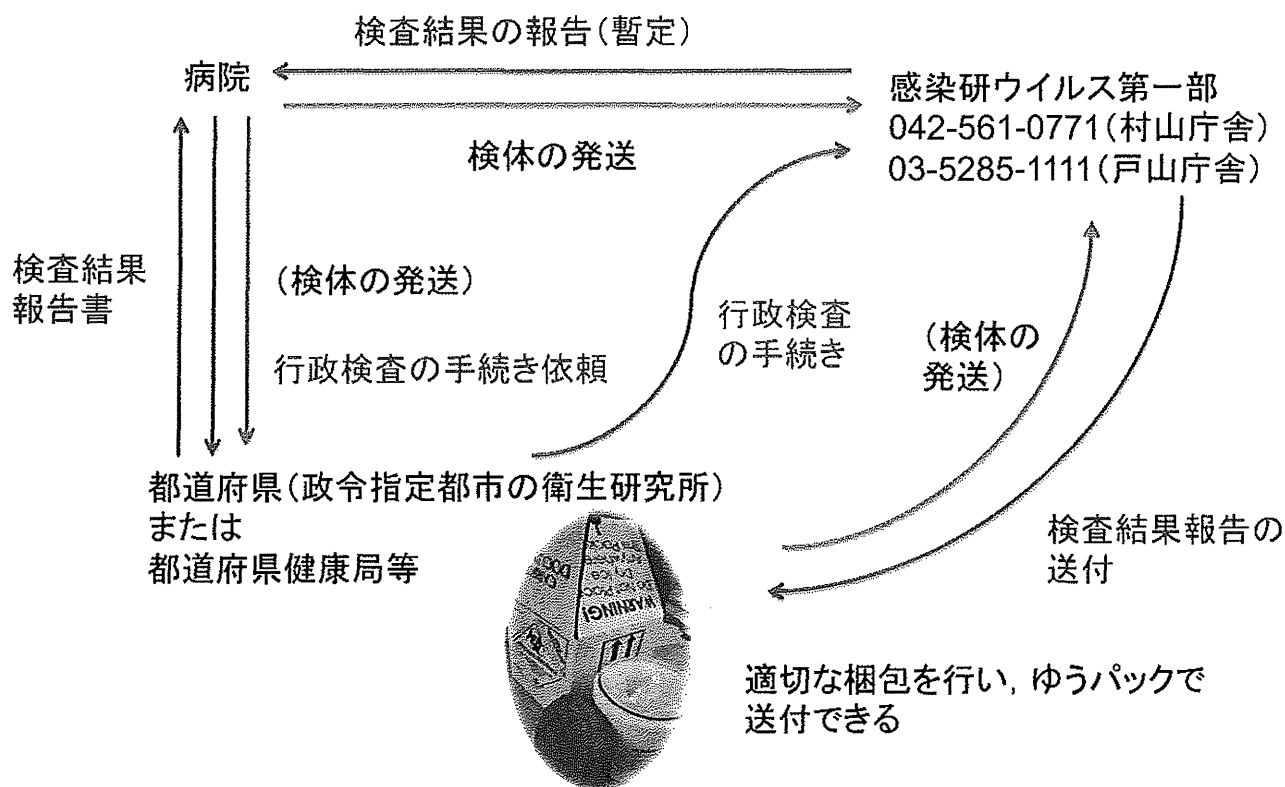 検査結果の報告(暫定)
病院
感染研ウイルス第一部
042-561-0771(村山庁舎)
03-5285-1111(戸山庁舎)
検体の発送
検査結果
報告書
(検体の発送)
行政検査の手続き依頼
行政検査
の手続き
(検体の
発送)
都道府県(政令指定都市の衛生研究所)
または
都道府県健康局等
WARNING!
検査結果報告の
送付
適切な梱包を行い, ゆうパックで
送付できる